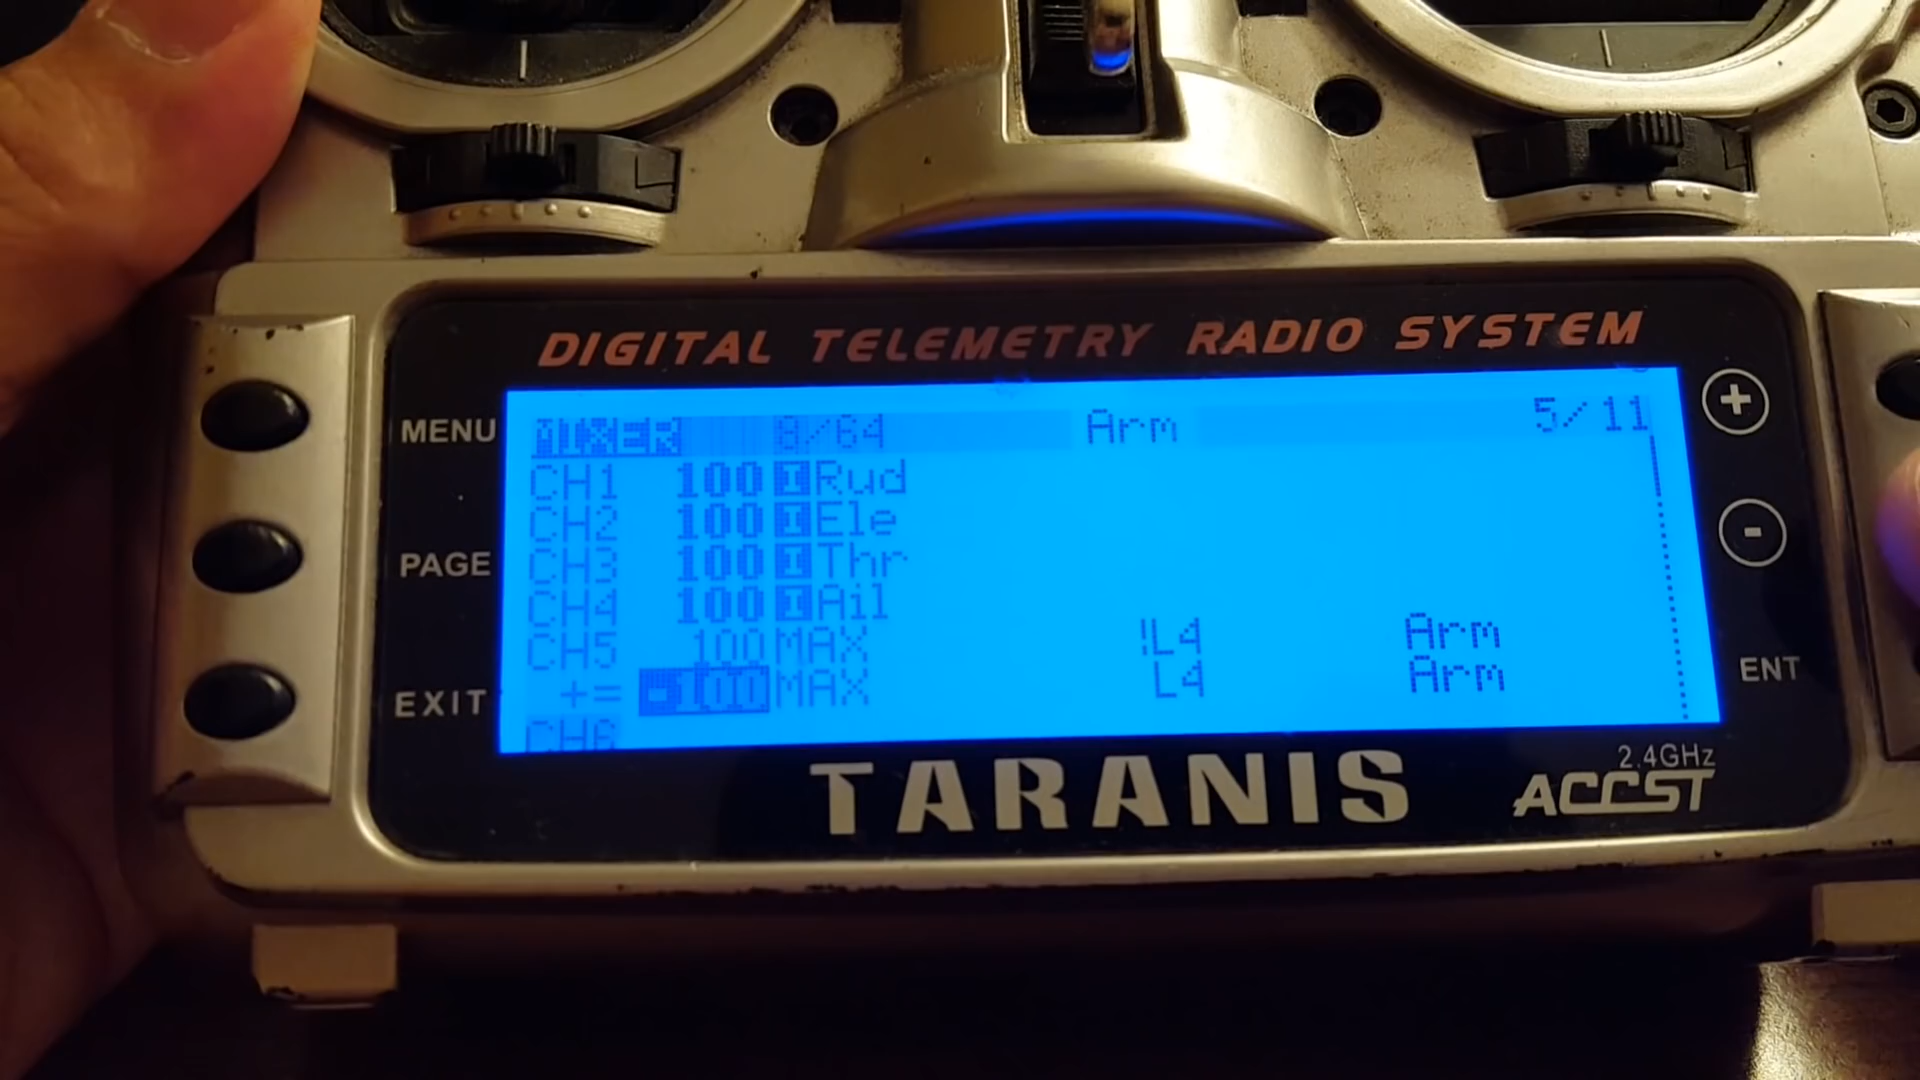 DIGITAL TELEMETRY RADIO SYSTEM
MENU
PAGE
EXIT
MIXER 8/64 Arm 5/11
CH1 100 I Rud
CH2 100 I Ele
CH3 100 I Thr
CH4 100 I Ail
CH5 100 MAX !L4 Arm
+= -100 MAX L4 Arm
CH6
+
-
ENT
TARANIS
2.4GHz
ACCST